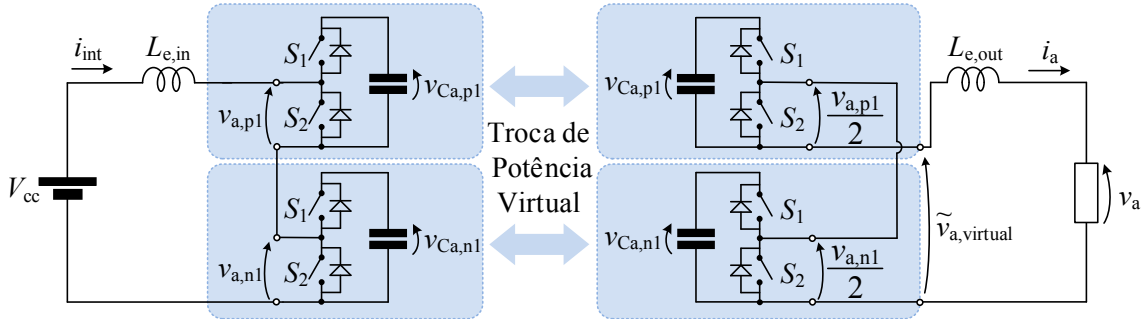 i_int
L_e,in
v_a,p1
S_1
S_2
v_Ca,p1
V_cc
v_a,n1
S_1
S_2
v_Ca,n1
Troca de
Potência
Virtual
v_Ca,p1
S_1
S_2
v_a,p1
2
v_Ca,n1
S_1
S_2
v_a,n1
2
ṽ_a,virtual
L_e,out
i_a
v_a